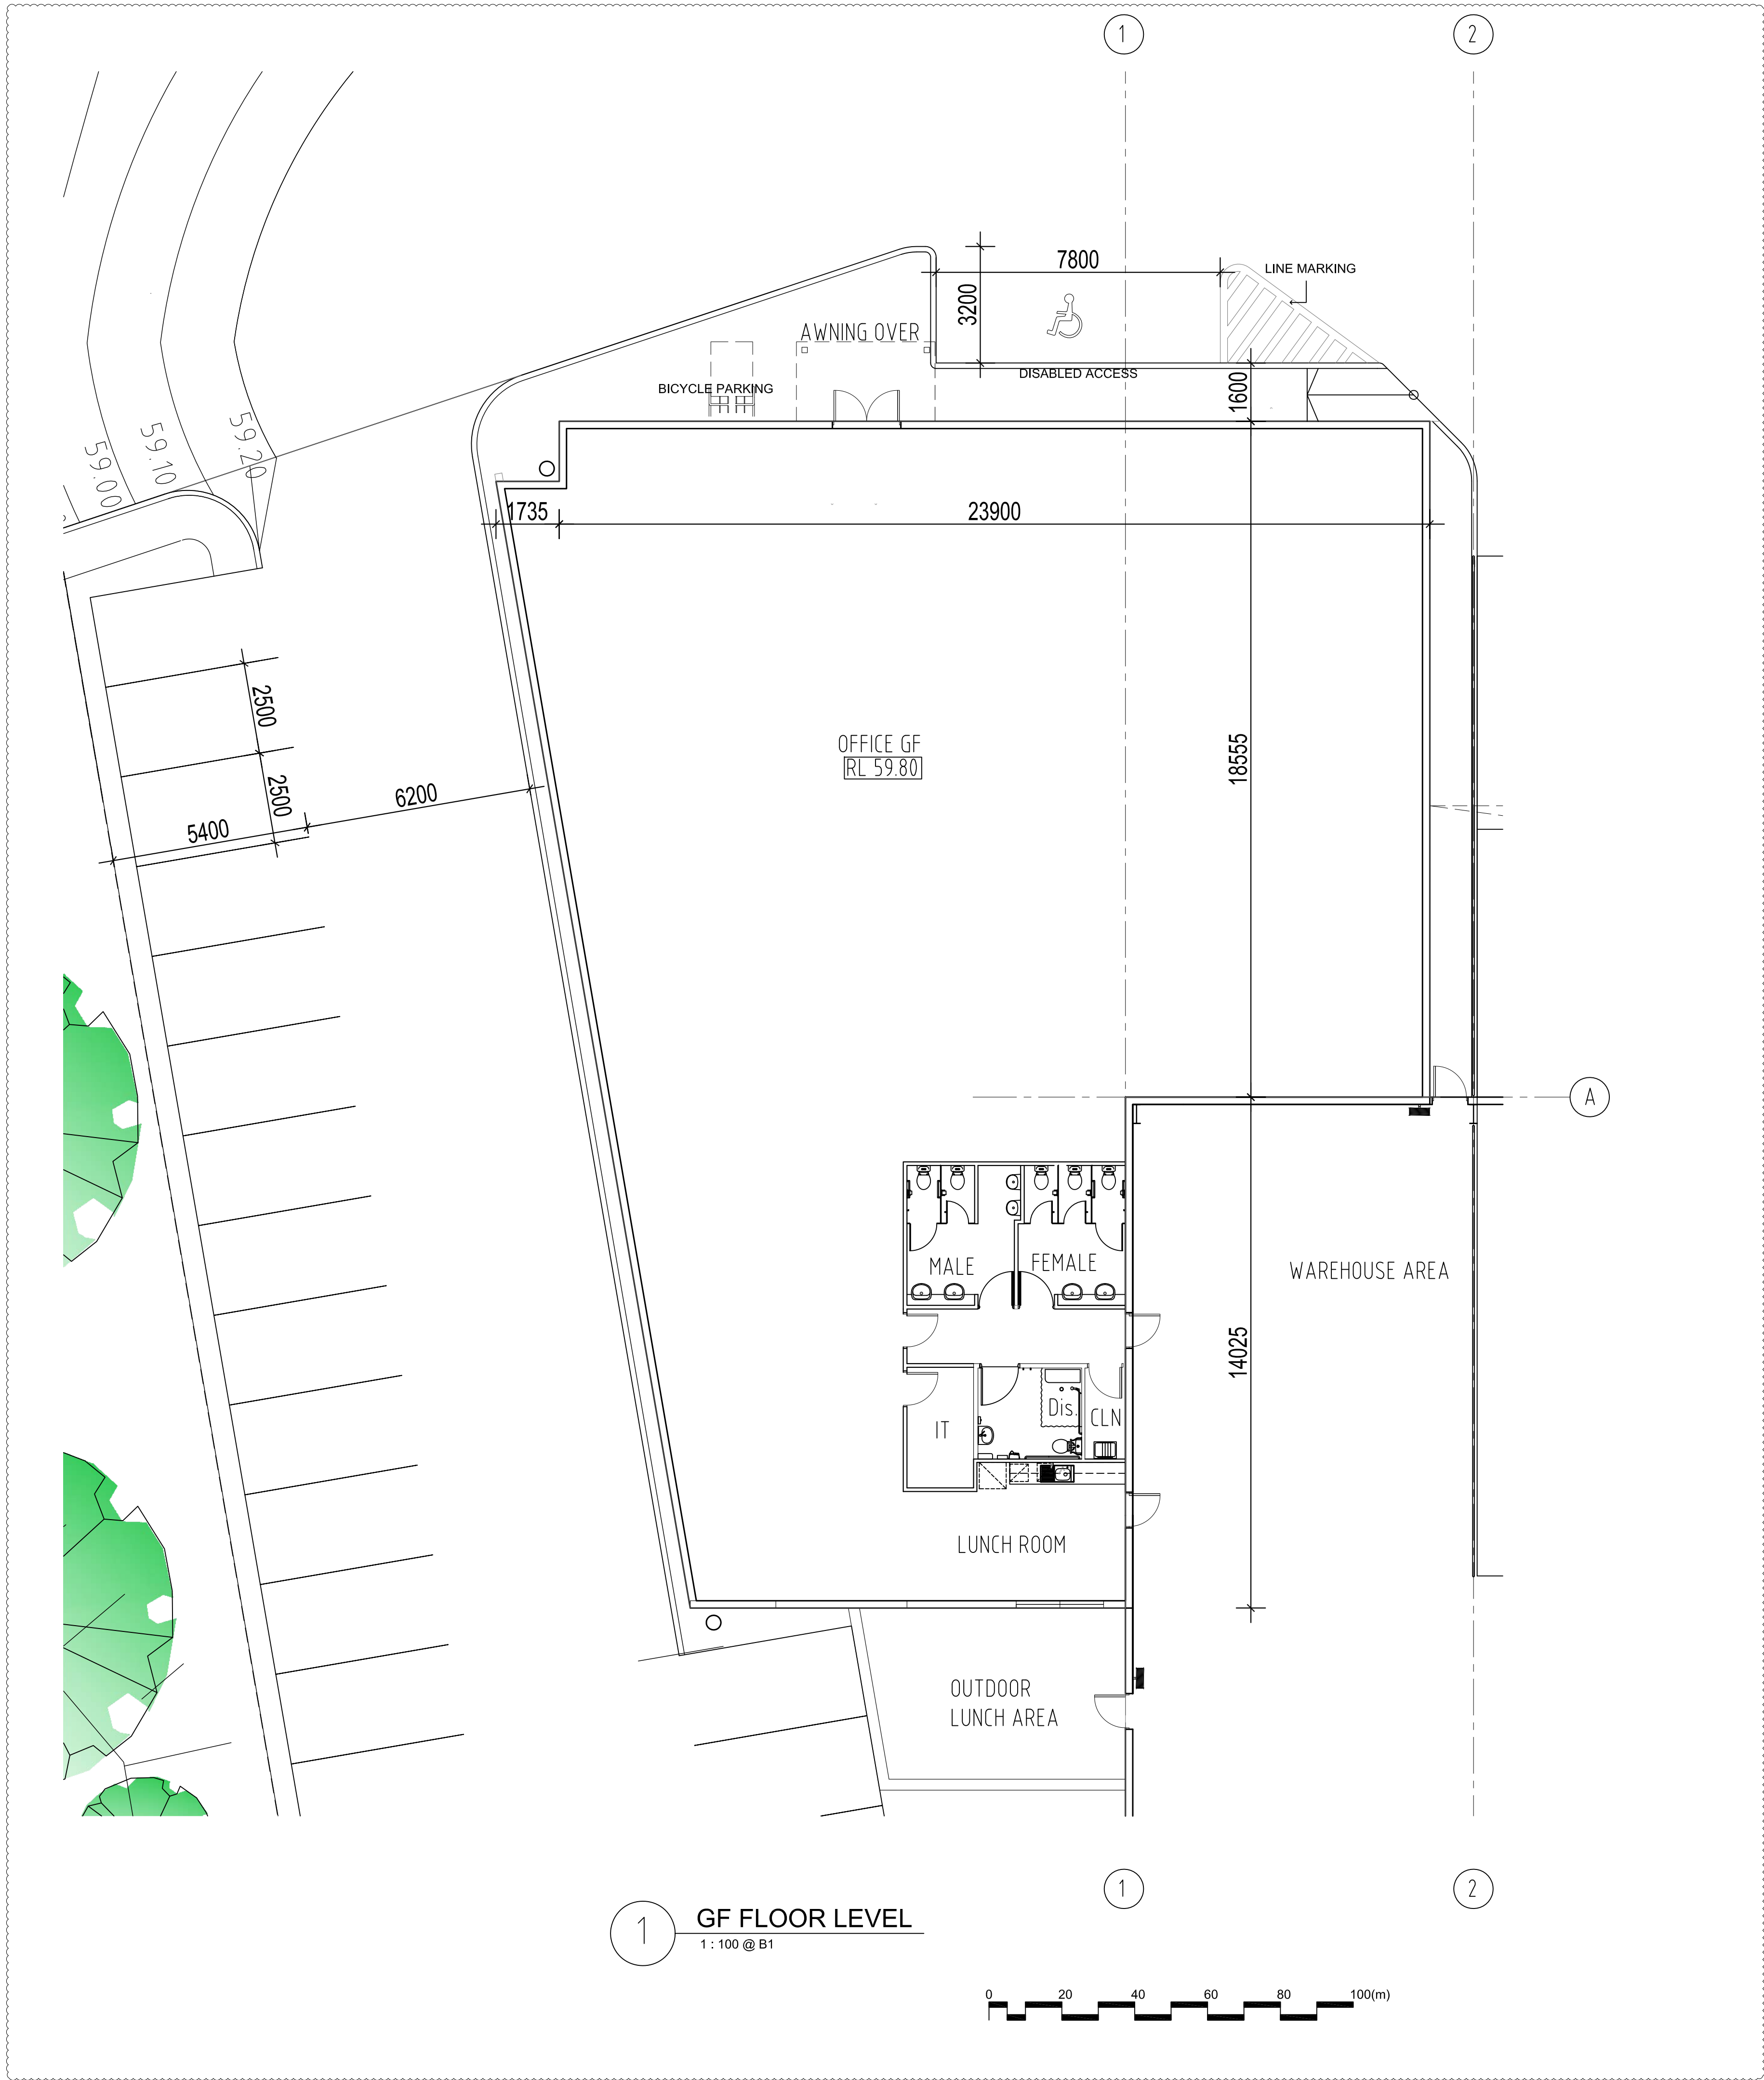 1
2
7800
LINE MARKING
3200
AWNING OVER
DISABLED ACCESS
BICYCLE PARKING
1600
59.00
59.10
59.20
1735
23900
2500
2500
5400
6200
OFFICE GF
RL 59.80
18555
A
MALE
FEMALE
WAREHOUSE AREA
14025
IT
Dis.
CLN
LUNCH ROOM
OUTDOOR
LUNCH AREA
1
2
1
GF FLOOR LEVEL
1 : 100 @ B1
0 20 40 60 80 100(m)